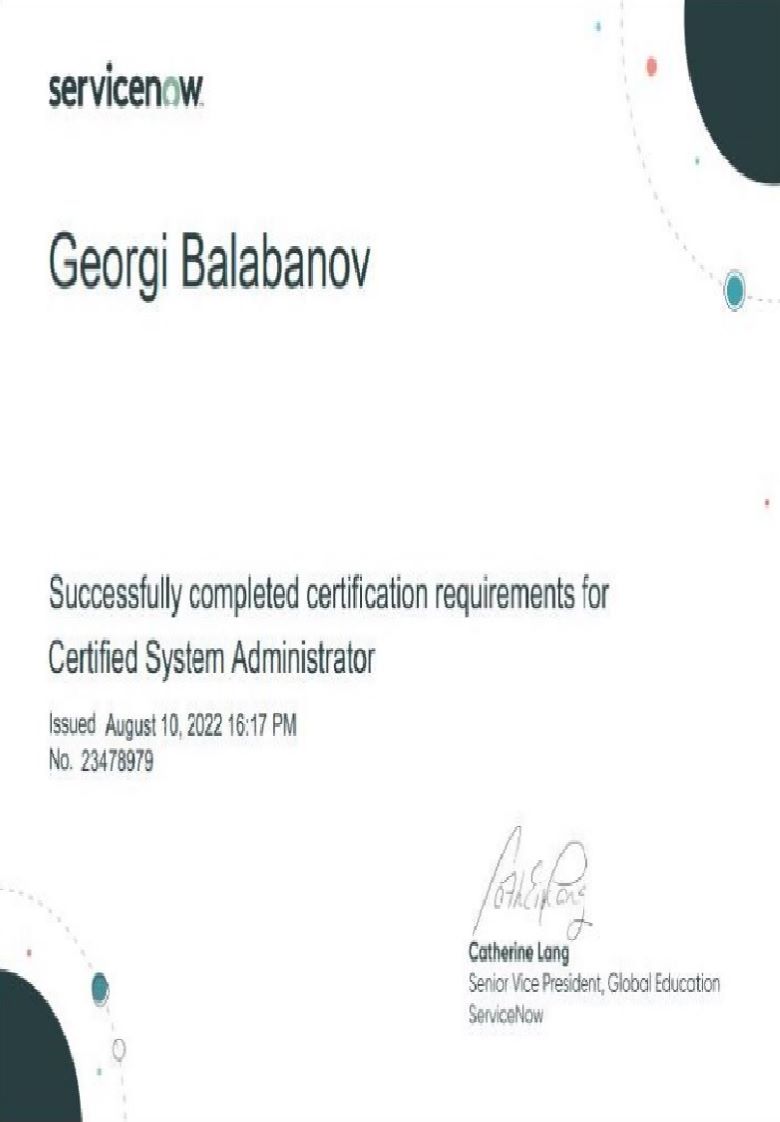 servicenow
Georgi Balabanov
Successfully completed certification requirements for
Certified System Administrator
Issued August 10, 2022 16:17 PM
No. 23478979
Catherine Lang
Senior Vice President, Global Education
ServiceNow